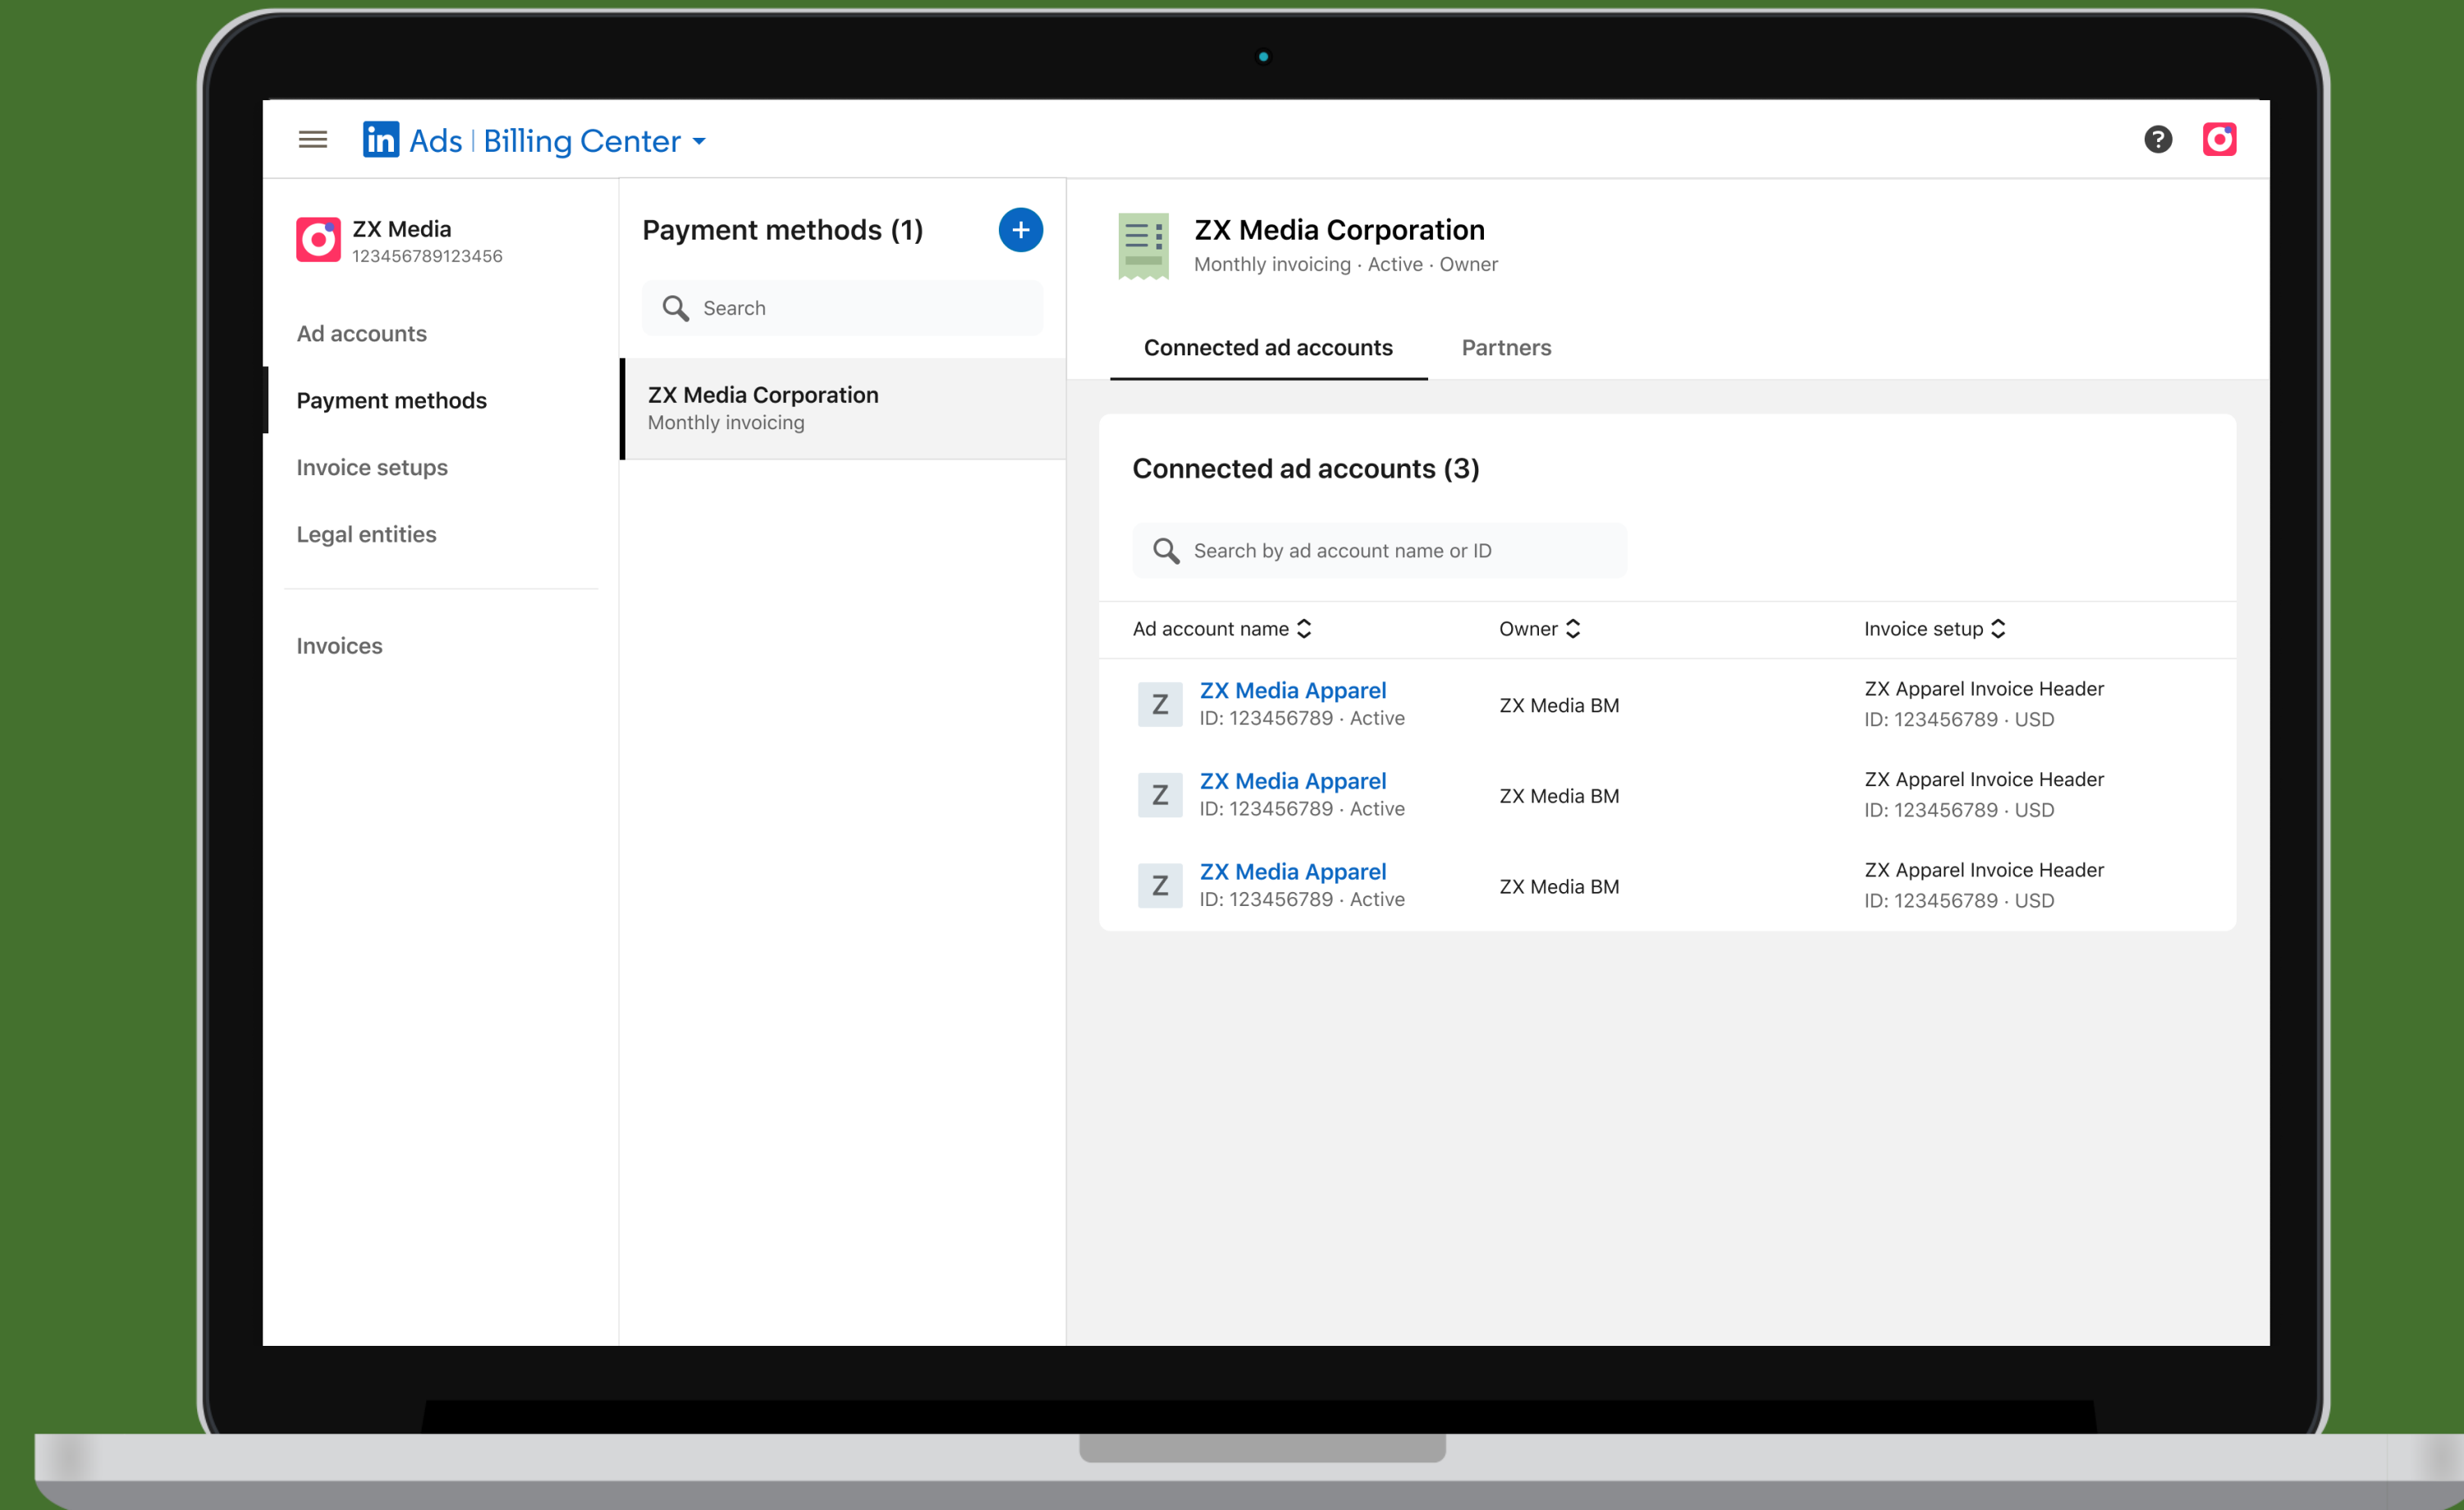 in Ads | Billing Center
ZX Media
123456789123456
Ad accounts
Payment methods
Invoice setups
Legal entities
Invoices
Payment methods (1)
Search
ZX Media Corporation
Monthly invoicing
ZX Media Corporation
Monthly invoicing · Active · Owner
Connected ad accounts Partners
Connected ad accounts (3)
Search by ad account name or ID
Ad account name Owner Invoice setup
Z
ZX Media Apparel
ID: 123456789 · Active
ZX Media BM
ZX Apparel Invoice Header
ID: 123456789 · USD
Z
ZX Media Apparel
ID: 123456789 · Active
ZX Media BM
ZX Apparel Invoice Header
ID: 123456789 · USD
Z
ZX Media Apparel
ID: 123456789 · Active
ZX Media BM
ZX Apparel Invoice Header
ID: 123456789 · USD